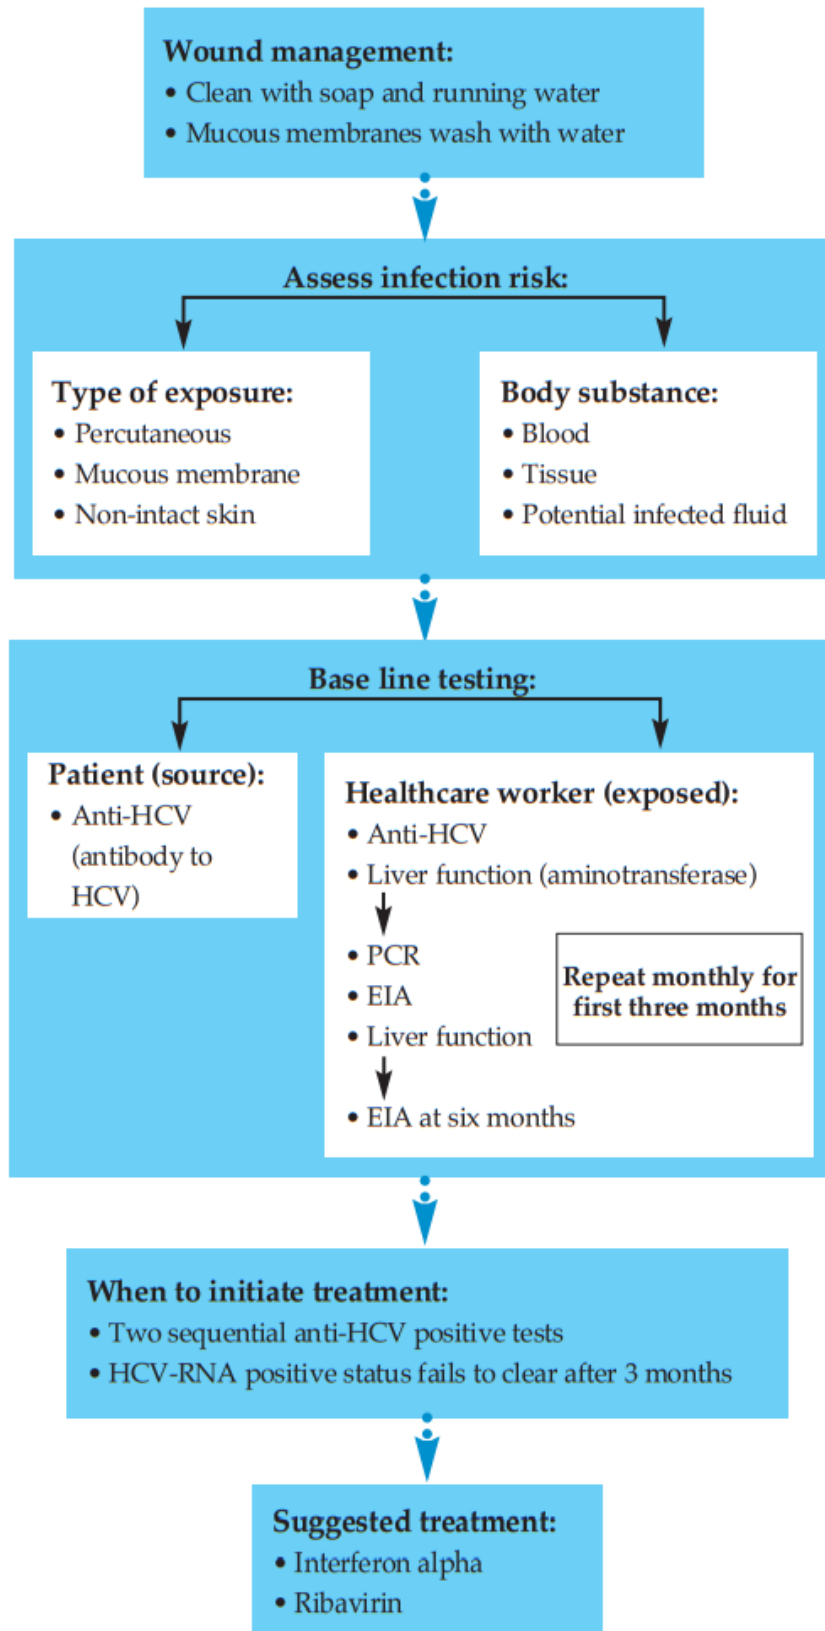 Wound management:
• Clean with soap and running water
• Mucous membranes wash with water
Assess infection risk:
Type of exposure:
• Percutaneous
• Mucous membrane
• Non-intact skin
Body substance:
• Blood
• Tissue
• Potential infected fluid
Base line testing:
Patient (source):
• Anti-HCV
(antibody to
HCV)
Healthcare worker (exposed):
• Anti-HCV
• Liver function (aminotransferase)
• PCR
• EIA
• Liver function
Repeat monthly for
first three months
• EIA at six months
When to initiate treatment:
• Two sequential anti-HCV positive tests
• HCV-RNA positive status fails to clear after 3 months
Suggested treatment:
• Interferon alpha
• Ribavirin